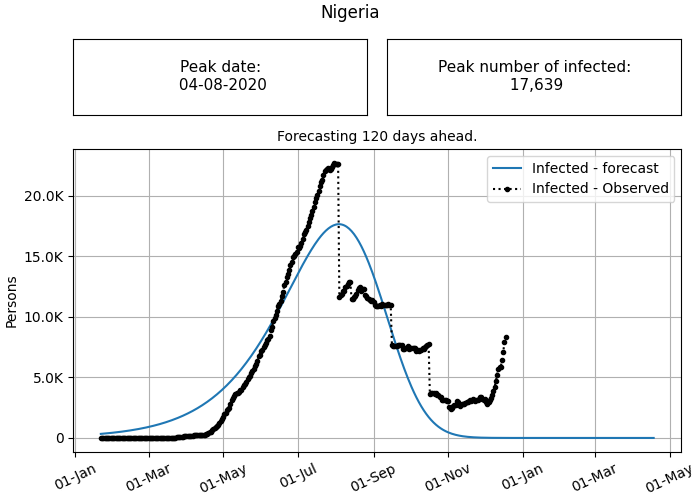 Nigeria
Peak date:
04-08-2020
Peak number of infected:
17,639
Forecasting 120 days ahead.
Infected - forecast
Infected - Observed
Persons
20.0K
15.0K
10.0K
5.0K
0
01-Jan
01-Mar
01-May
01-Jul
01-Sep
01-Nov
01-Jan
01-Mar
01-May